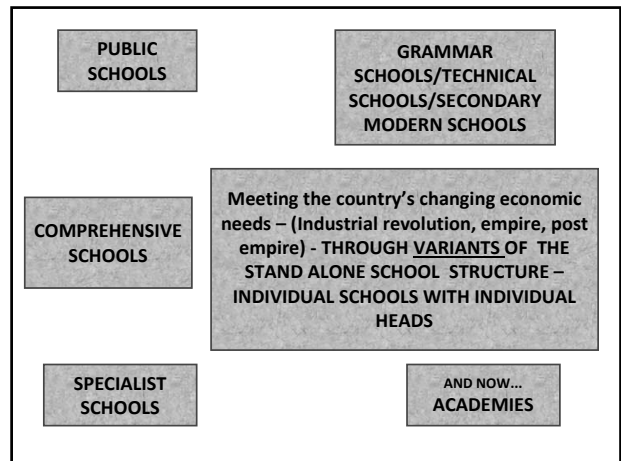 PUBLIC
SCHOOLS
GRAMMAR
SCHOOLS/TECHNICAL
SCHOOLS/SECONDARY
MODERN SCHOOLS
COMPREHENSIVE
SCHOOLS
Meeting the country's changing economic
needs – (Industrial revolution, empire, post
empire) - THROUGH VARIANTS OF THE
STAND ALONE SCHOOL STRUCTURE –
INDIVIDUAL SCHOOLS WITH INDIVIDUAL
HEADS
SPECIALIST
SCHOOLS
AND NOW...
ACADEMIES